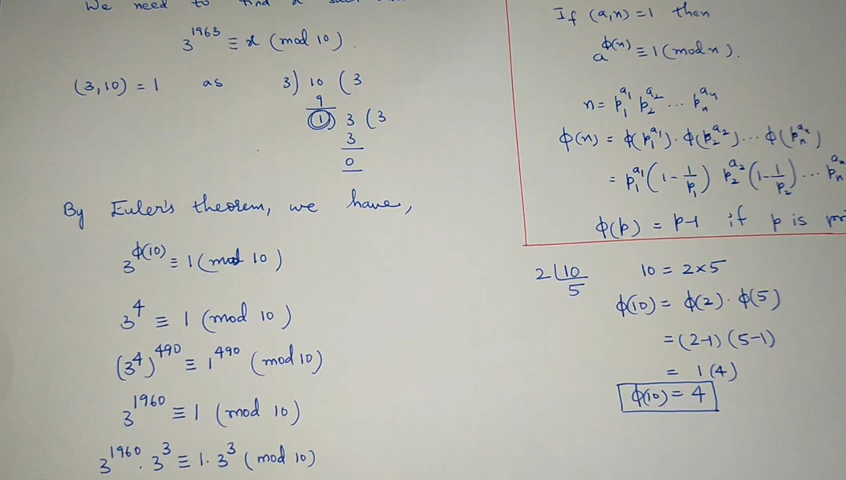 We need to find x such
3^1963 ≡ x (mod 10).
(3,10) = 1 as 3) 10 (3
9
1) 3 (3
3
0
By Euler's theorem, we have,
3^ϕ(10) ≡ 1 (mod 10)
3^4 ≡ 1 (mod 10)
(3^4)^490 ≡ 1^490 (mod 10)
3^1960 ≡ 1 (mod 10)
3^1960 . 3^3 ≡ 1. 3^3 (mod 10)
If (a,n) = 1 then
a^ϕ(n) ≡ 1 (mod n).
n = p₁^a₁ p₂^a₂ ... pₙ^aₙ
ϕ(n) = ϕ(p₁^a₁). ϕ(p₂^a₂) ... ϕ(pₙ^aₙ)
= p₁^a₁ (1 - 1/p₁) p₂^a₂ (1 - 1/p₂) ... pₙ^aₙ
ϕ(p) = p-1 if p is
2 | 10 10 = 2 × 5
5
ϕ(10) = ϕ(2). ϕ(5)
= (2-1) (5-1)
= 1 (4)
ϕ(10) = 4